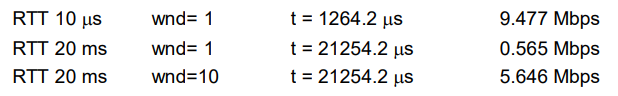 RTT 10 μs wnd= 1 t = 1264.2 μs 9.477 Mbps
RTT 20 ms wnd= 1 t = 21254.2 μs 0.565 Mbps
RTT 20 ms wnd=10 t = 21254.2 μs 5.646 Mbps